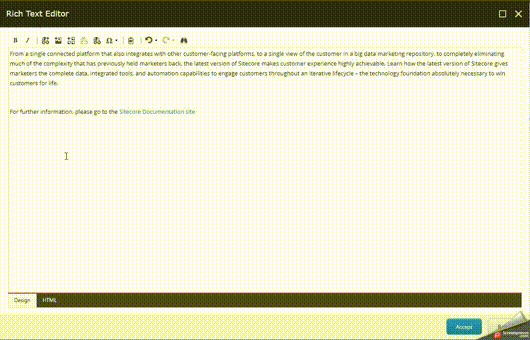 Rich Text Editor
B I
From a single connected platform that also integrates with other customer-facing platforms, to a single view of the customer in a big data marketing repository, to completely eliminating
much of the complexity that has previously held marketers back, the latest version of Sitecore makes customer experience highly achievable. Learn how the latest version of Sitecore gives
marketers the complete data, integrated tools, and automation capabilities to engage customers throughout an iterative lifecycle – the technology foundation absolutely necessary to win
customers for life.
For further information, please go to the Sitecore Documentation site
Design HTML
Accept